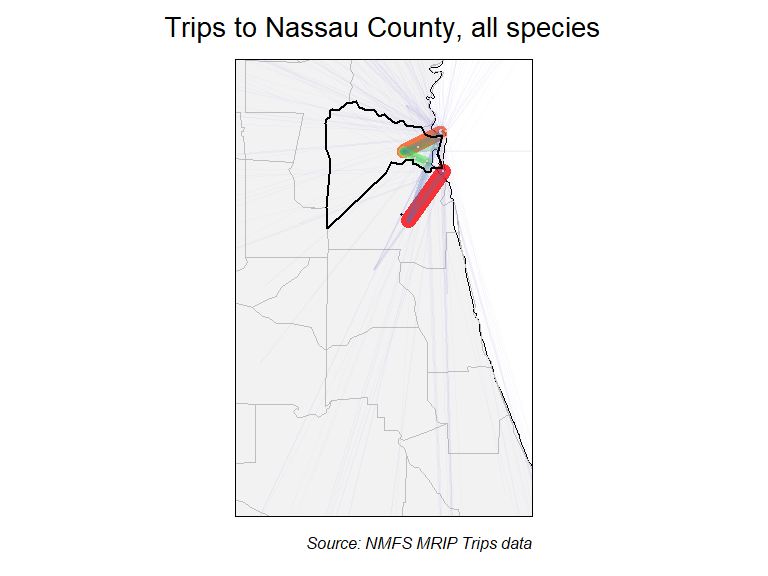 Trips to Nassau County, all species
Source: NMFS MRIP Trips data